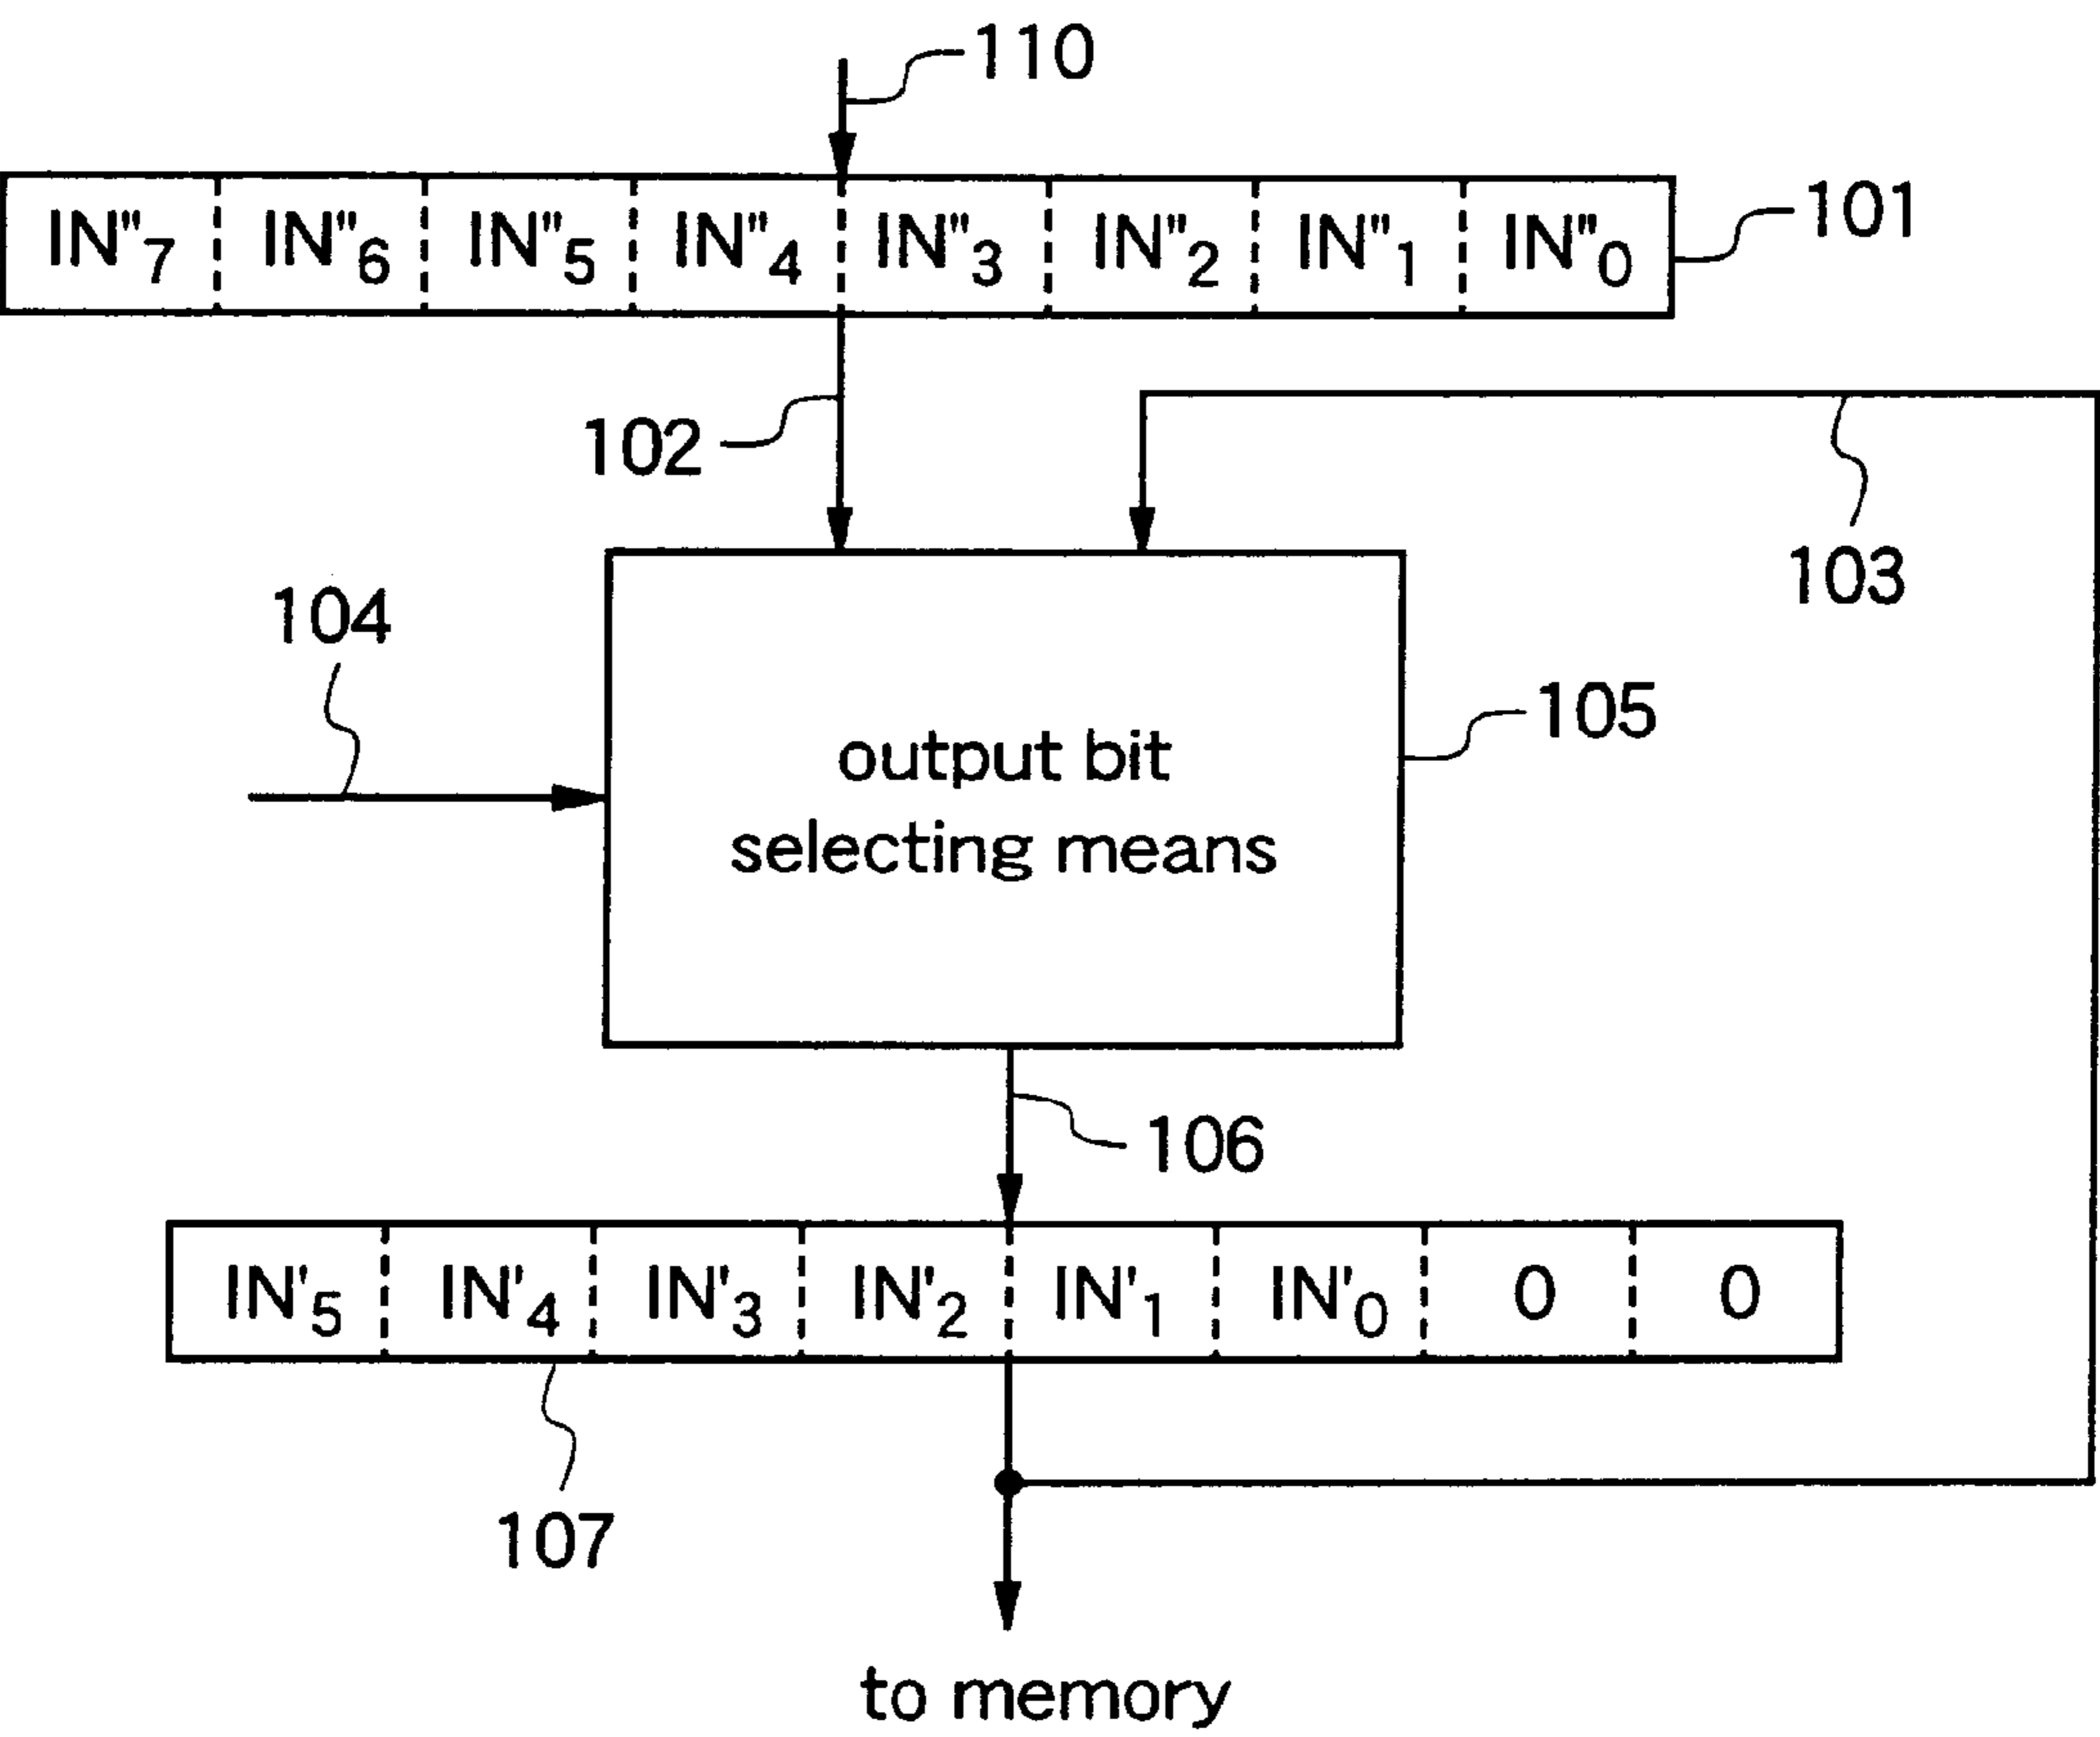 110
IN"7 IN"6 IN"5 IN"4 IN"3 IN"2 IN"1 IN"0 101
102
103
104
105
output bit
selecting means
106
IN'5 IN'4 IN'3 IN'2 IN'1 IN'0 0 0
107
to memory